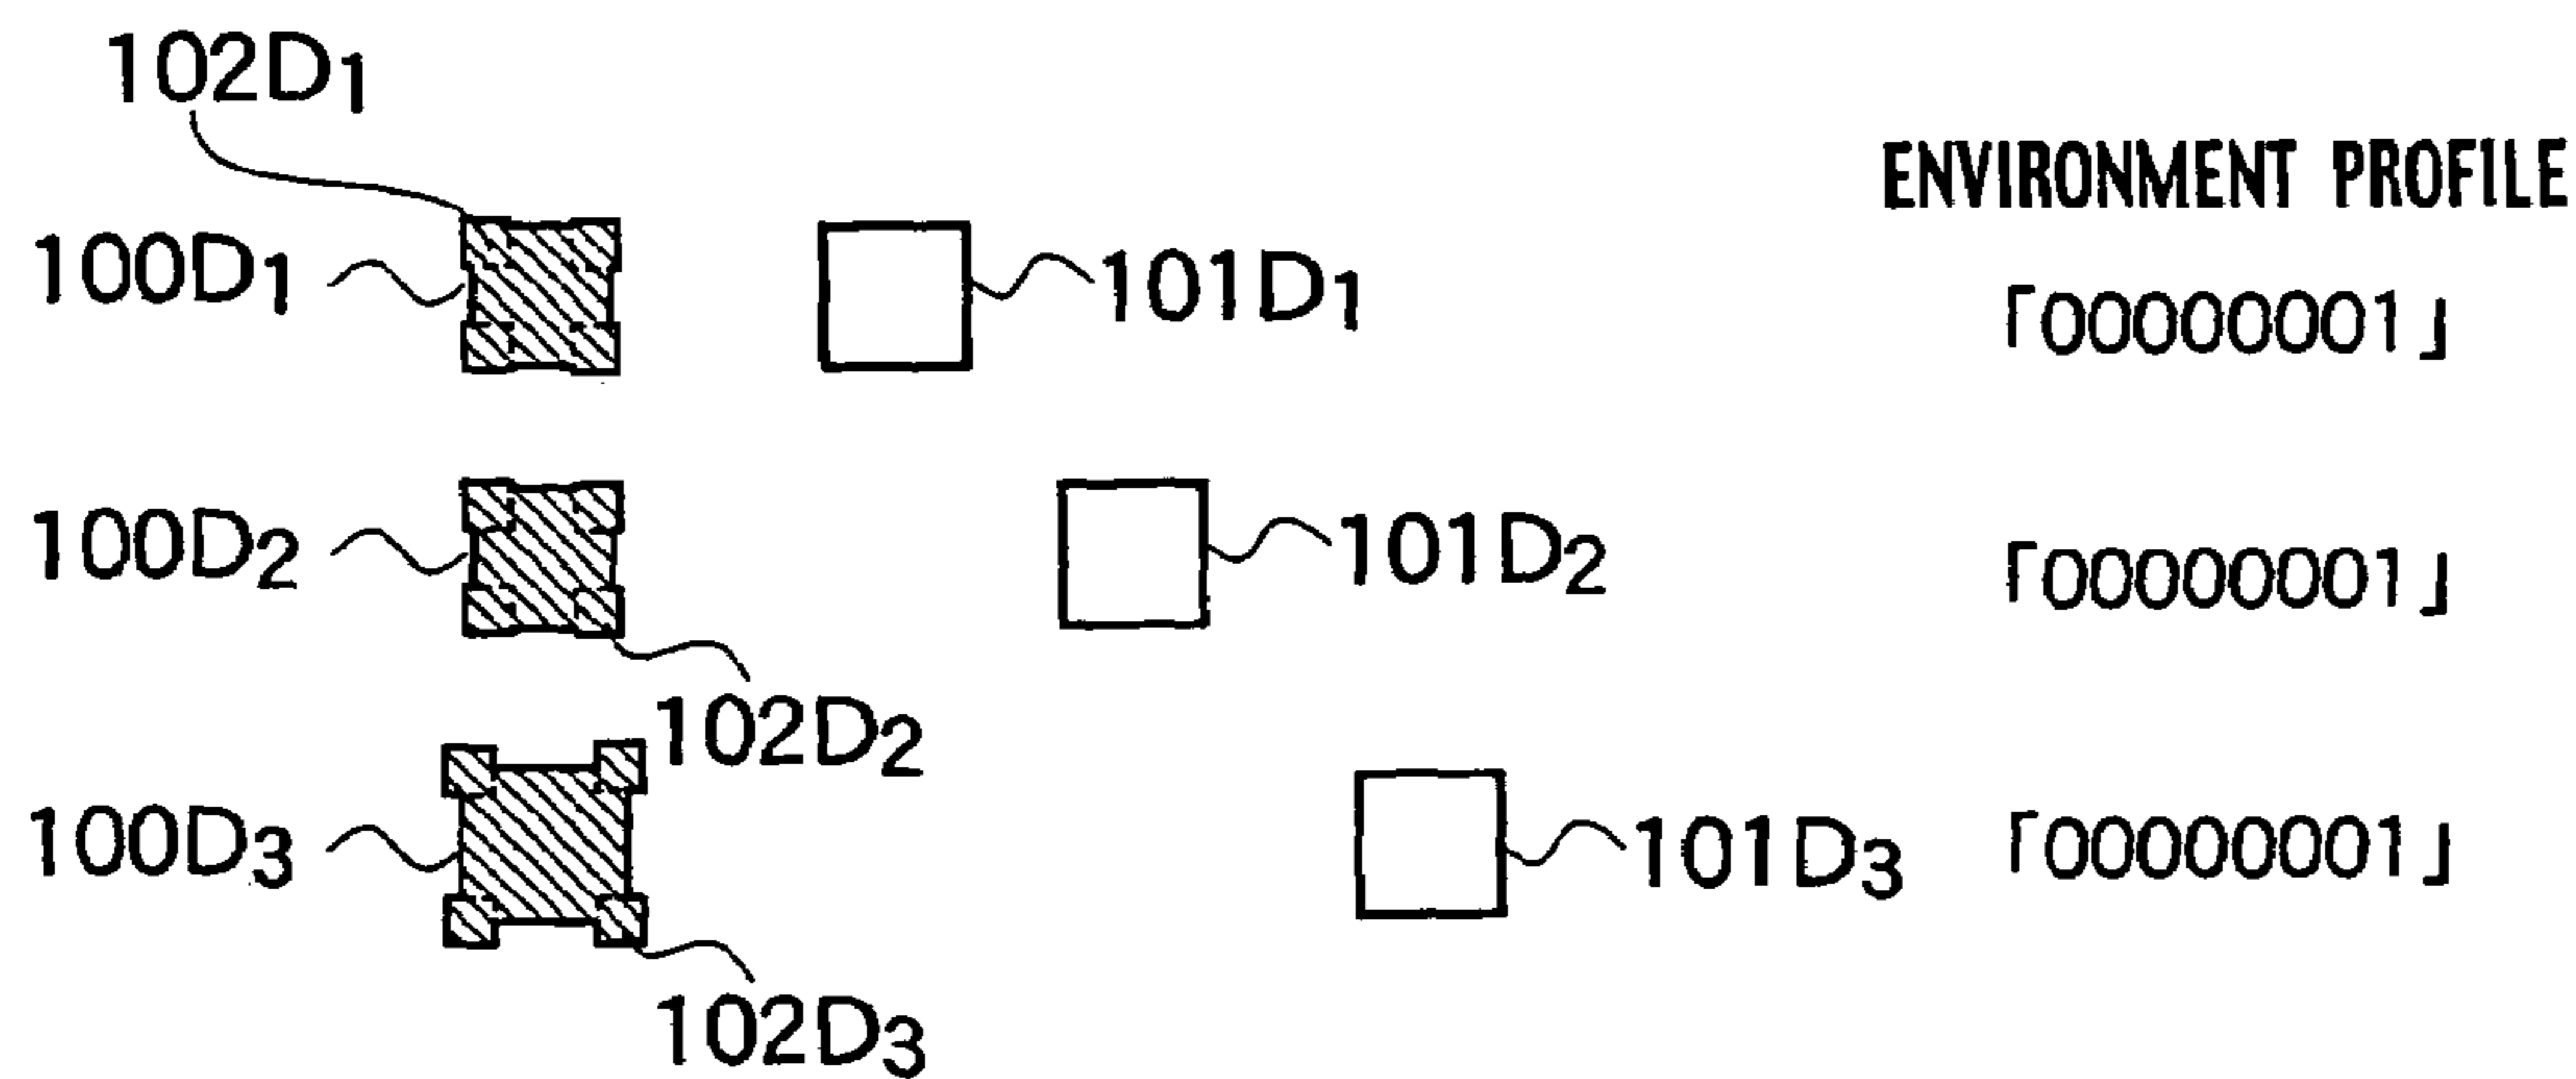 102D1
ENVIRONMENT PROFILE
100D1 101D1 「00000001」
100D2 101D2 「00000001」
102D2
100D3 101D3 「00000001」
102D3